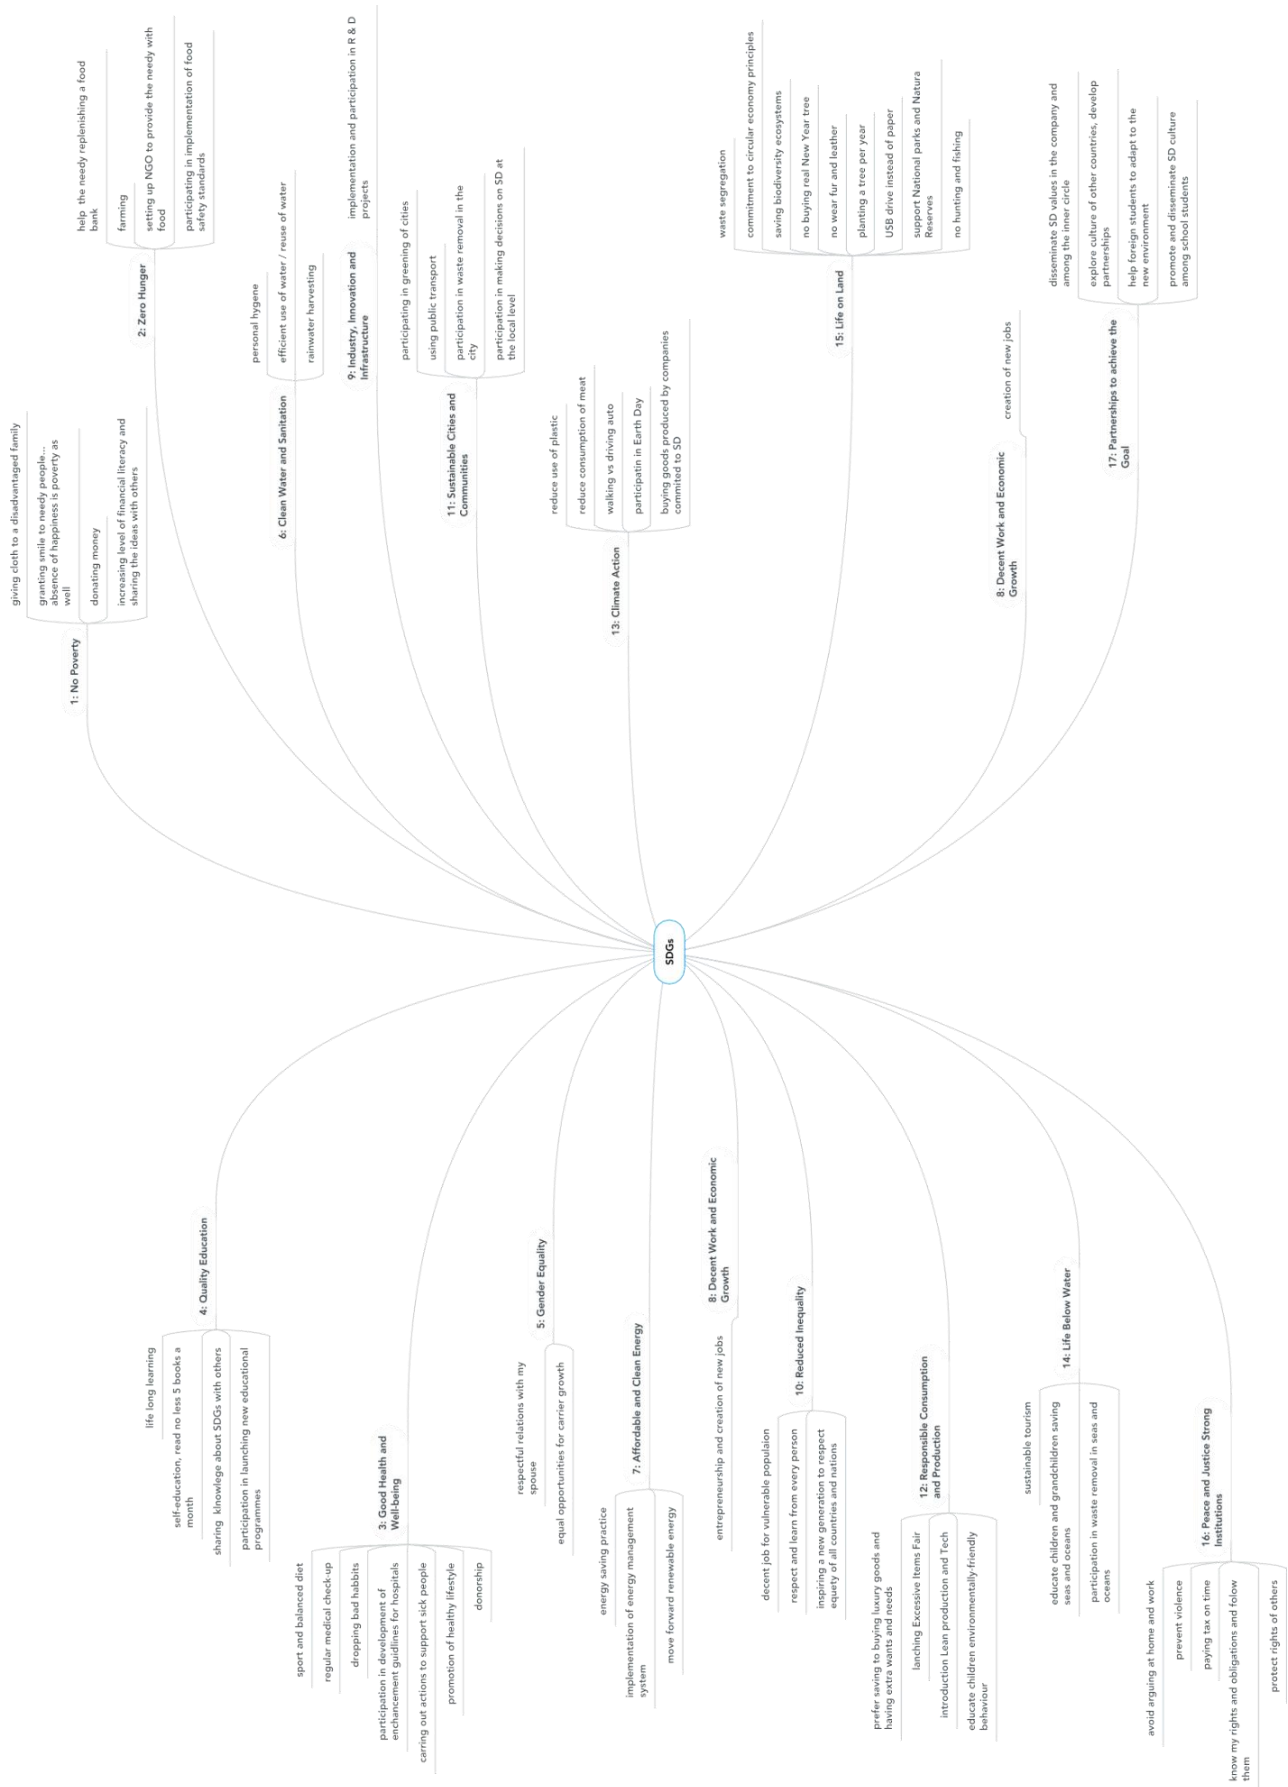 SDGs
1: No Poverty
giving cloth to a disadvantaged family
granting smile to needy people...
absence of happiness is poverty as
well
donating money
increasing level of financial literacy and
sharing the ideas with others
2: Zero Hunger
help the needy replenishing a food
bank
farming
setting up NGO to provide the needy with
food
participating in implementation of food
safety standards
6: Clean Water and Sanitation
personal hygene
efficient use of water / reuse of water
rainwater harvesting
9: Industry, Innovation and
Infrastructure
implementation and participation in R & D
projects
11: Sustainable Cities and
Communities
participating in greening of cities
using public transport
participation in waste removal in the
city
participation in making decisions on SD at
the local level
13: Climate Action
reduce use of plastic
reduce consumption of meat
walking vs driving auto
participatin in Earth Day
buying goods produced by companies
commited to SD
15: Life on Land
waste segregation
commitment to circular economy principles
saving biodiversity ecosystems
no buying real New Year tree
no wear fur and leather
planting a tree per year
USB drive instead of paper
support National parks and Natura
Reserves
no hunting and fishing
8: Decent Work and Economic
Growth
creation of new jobs
17: Partnerships to achieve the
Goal
disseminate SD values in the company and
among the inner circle
explore culture of other countries, develop
partnerships
help foreign students to adapt to the
new environment
promote and disseminate SD culture
among school students
4: Quality Education
life long learning
self-education, read no less 5 books a
month
sharing klnowlege about SDGs with others
participation in launching new educational
programmes
3: Good Health and
Well-being
sport and balanced diet
regular medical check-up
dropping bad habbits
participation in development of
enchancement guidlines for hospitals
carring out actions to support sick people
promotion of healthy lifestyle
donorship
5: Gender Equality
respectful relations with my
spouse
equal opportunities for carrier growth
7: Affordable and Clean Energy
energy saving practice
implementation of energy management
system
move forward renewable energy
8: Decent Work and Economic
Growth
entrepreneurship and creation of new jobs
10: Reduced Inequality
decent job for vulnerable populaion
respect and learn from every person
inspiring a new generation to respect
equety of all countries and nations
12: Responsible Consumption
and Production
prefer saving to buying luxury goods and
having extra wants and needs
lanching Excessive Items Fair
introduction Lean production and Tech
educate children environmentally-friendly
behaviour
14: Life Below Water
sustainable tourism
educate children and grandchildren saving
seas and oceans
participation in waste removal in seas and
oceans
16: Peace and Justice Strong
Institutions
avoid arguing at home and work
prevent violence
paying tax on time
know my rights and obligations and folow
them
protect rights of others